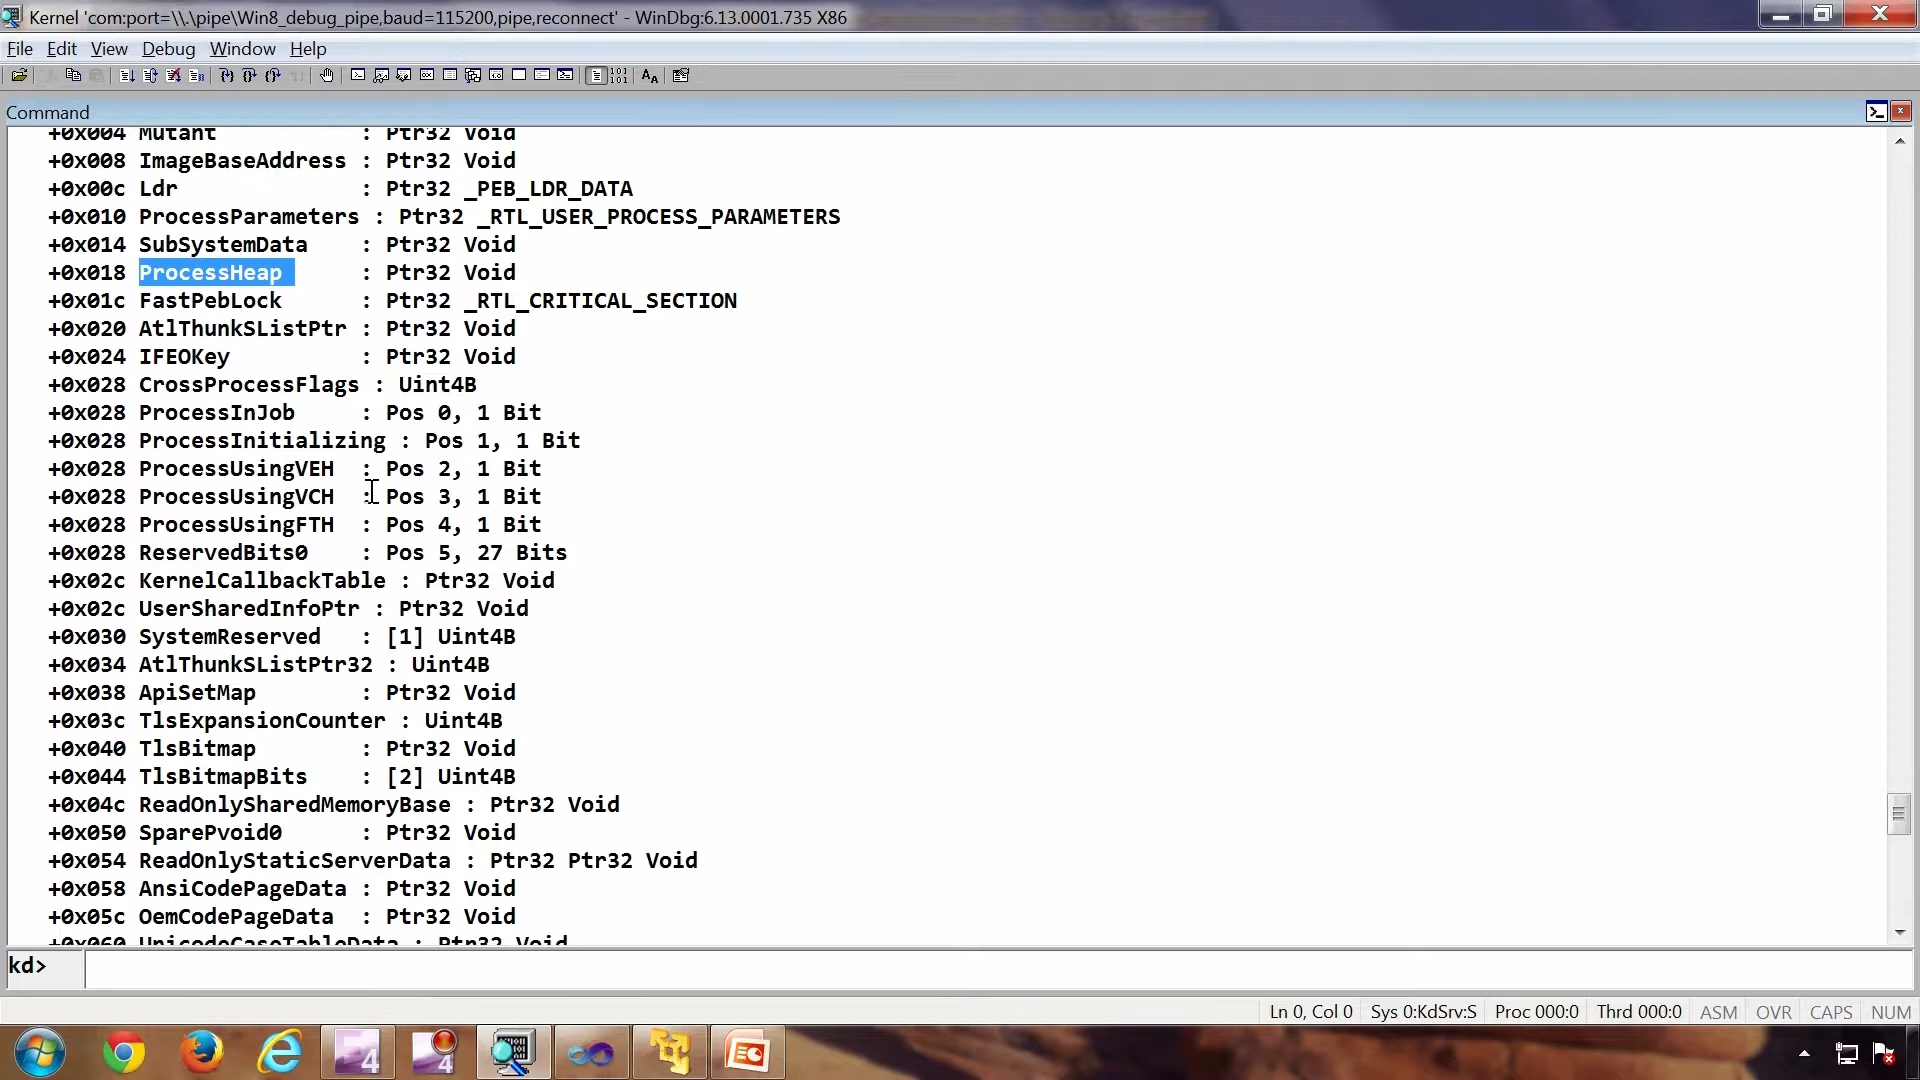 Kernel 'com:port=\\.\pipe\Win8_debug_pipe,baud=115200,pipe,reconnect' - WinDbg:6.13.0001.735 X86
File Edit View Debug Window Help
Command
+0x004 Mutant : Ptr32 Void
+0x008 ImageBaseAddress : Ptr32 Void
+0x00c Ldr : Ptr32 _PEB_LDR_DATA
+0x010 ProcessParameters : Ptr32 _RTL_USER_PROCESS_PARAMETERS
+0x014 SubSystemData : Ptr32 Void
+0x018 ProcessHeap : Ptr32 Void
+0x01c FastPebLock : Ptr32 _RTL_CRITICAL_SECTION
+0x020 AtlThunkSListPtr : Ptr32 Void
+0x024 IFEOKey : Ptr32 Void
+0x028 CrossProcessFlags : Uint4B
+0x028 ProcessInJob : Pos 0, 1 Bit
+0x028 ProcessInitializing : Pos 1, 1 Bit
+0x028 ProcessUsingVEH : Pos 2, 1 Bit
+0x028 ProcessUsingVCH : Pos 3, 1 Bit
+0x028 ProcessUsingFTH : Pos 4, 1 Bit
+0x028 ReservedBits0 : Pos 5, 27 Bits
+0x02c KernelCallbackTable : Ptr32 Void
+0x02c UserSharedInfoPtr : Ptr32 Void
+0x030 SystemReserved : [1] Uint4B
+0x034 AtlThunkSListPtr32 : Uint4B
+0x038 ApiSetMap : Ptr32 Void
+0x03c TlsExpansionCounter : Uint4B
+0x040 TlsBitmap : Ptr32 Void
+0x044 TlsBitmapBits : [2] Uint4B
+0x04c ReadOnlySharedMemoryBase : Ptr32 Void
+0x050 SparePvoid0 : Ptr32 Void
+0x054 ReadOnlyStaticServerData : Ptr32 Ptr32 Void
+0x058 AnsiCodePageData : Ptr32 Void
+0x05c OemCodePageData : Ptr32 Void
+0x060 UnicodeCaseTableData : Ptr32 Void
kd>
Ln 0, Col 0 Sys 0:KdSrv:S Proc 000:0 Thrd 000:0 ASM OVR CAPS NUM